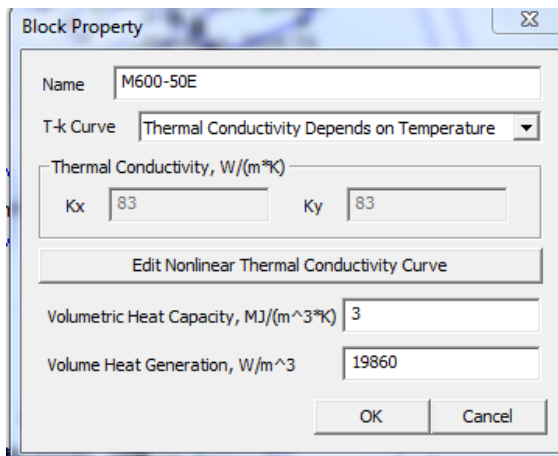 Block Property
Name M600-50E
T-k Curve Thermal Conductivity Depends on Temperature
Thermal Conductivity, W/(m*K)
Kx 83 Ky 83
Edit Nonlinear Thermal Conductivity Curve
Volumetric Heat Capacity, MJ/(m^3*K) 3
Volume Heat Generation, W/m^3 19860
OK Cancel